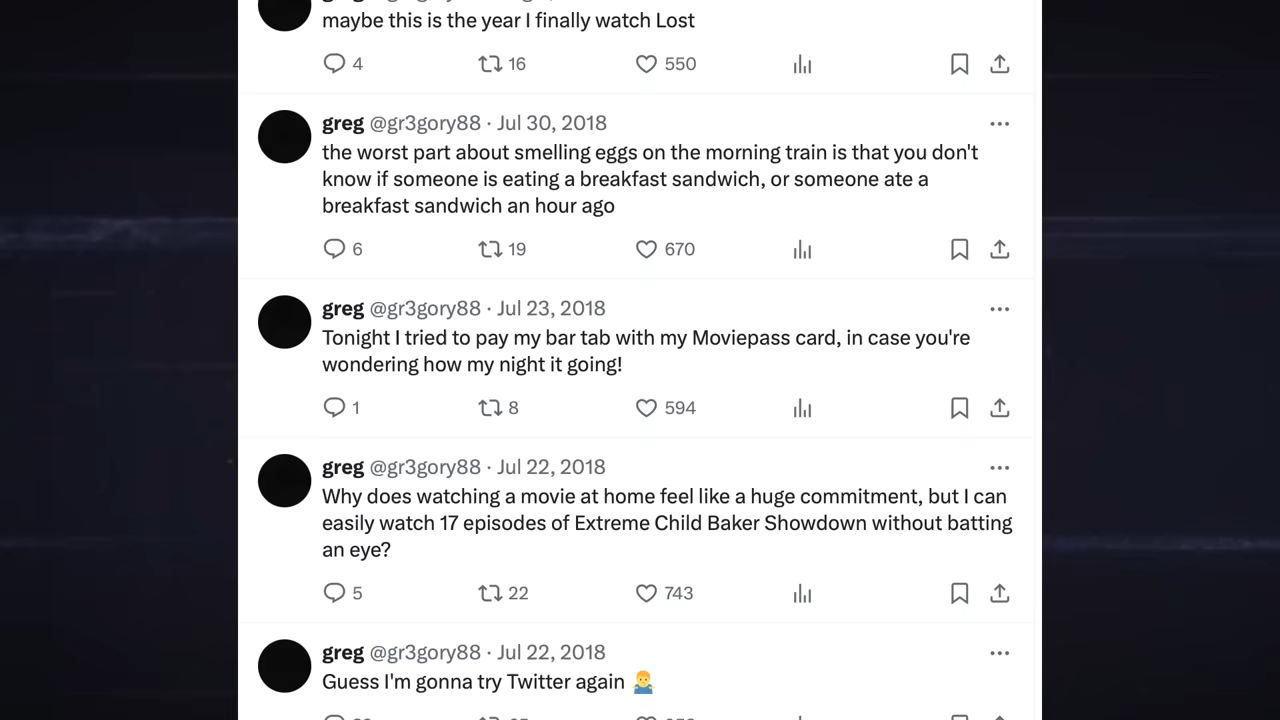 maybe this is the year I finally watch Lost
4 16 550
greg @gr3gory88 · Jul 30, 2018
the worst part about smelling eggs on the morning train is that you don't
know if someone is eating a breakfast sandwich, or someone ate a
breakfast sandwich an hour ago
6 19 670
greg @gr3gory88 · Jul 23, 2018
Tonight I tried to pay my bar tab with my Moviepass card, in case you're
wondering how my night it going!
1 8 594
greg @gr3gory88 · Jul 22, 2018
Why does watching a movie at home feel like a huge commitment, but I can
easily watch 17 episodes of Extreme Child Baker Showdown without batting
an eye?
5 22 743
greg @gr3gory88 · Jul 22, 2018
Guess I'm gonna try Twitter again 🤷‍♂️